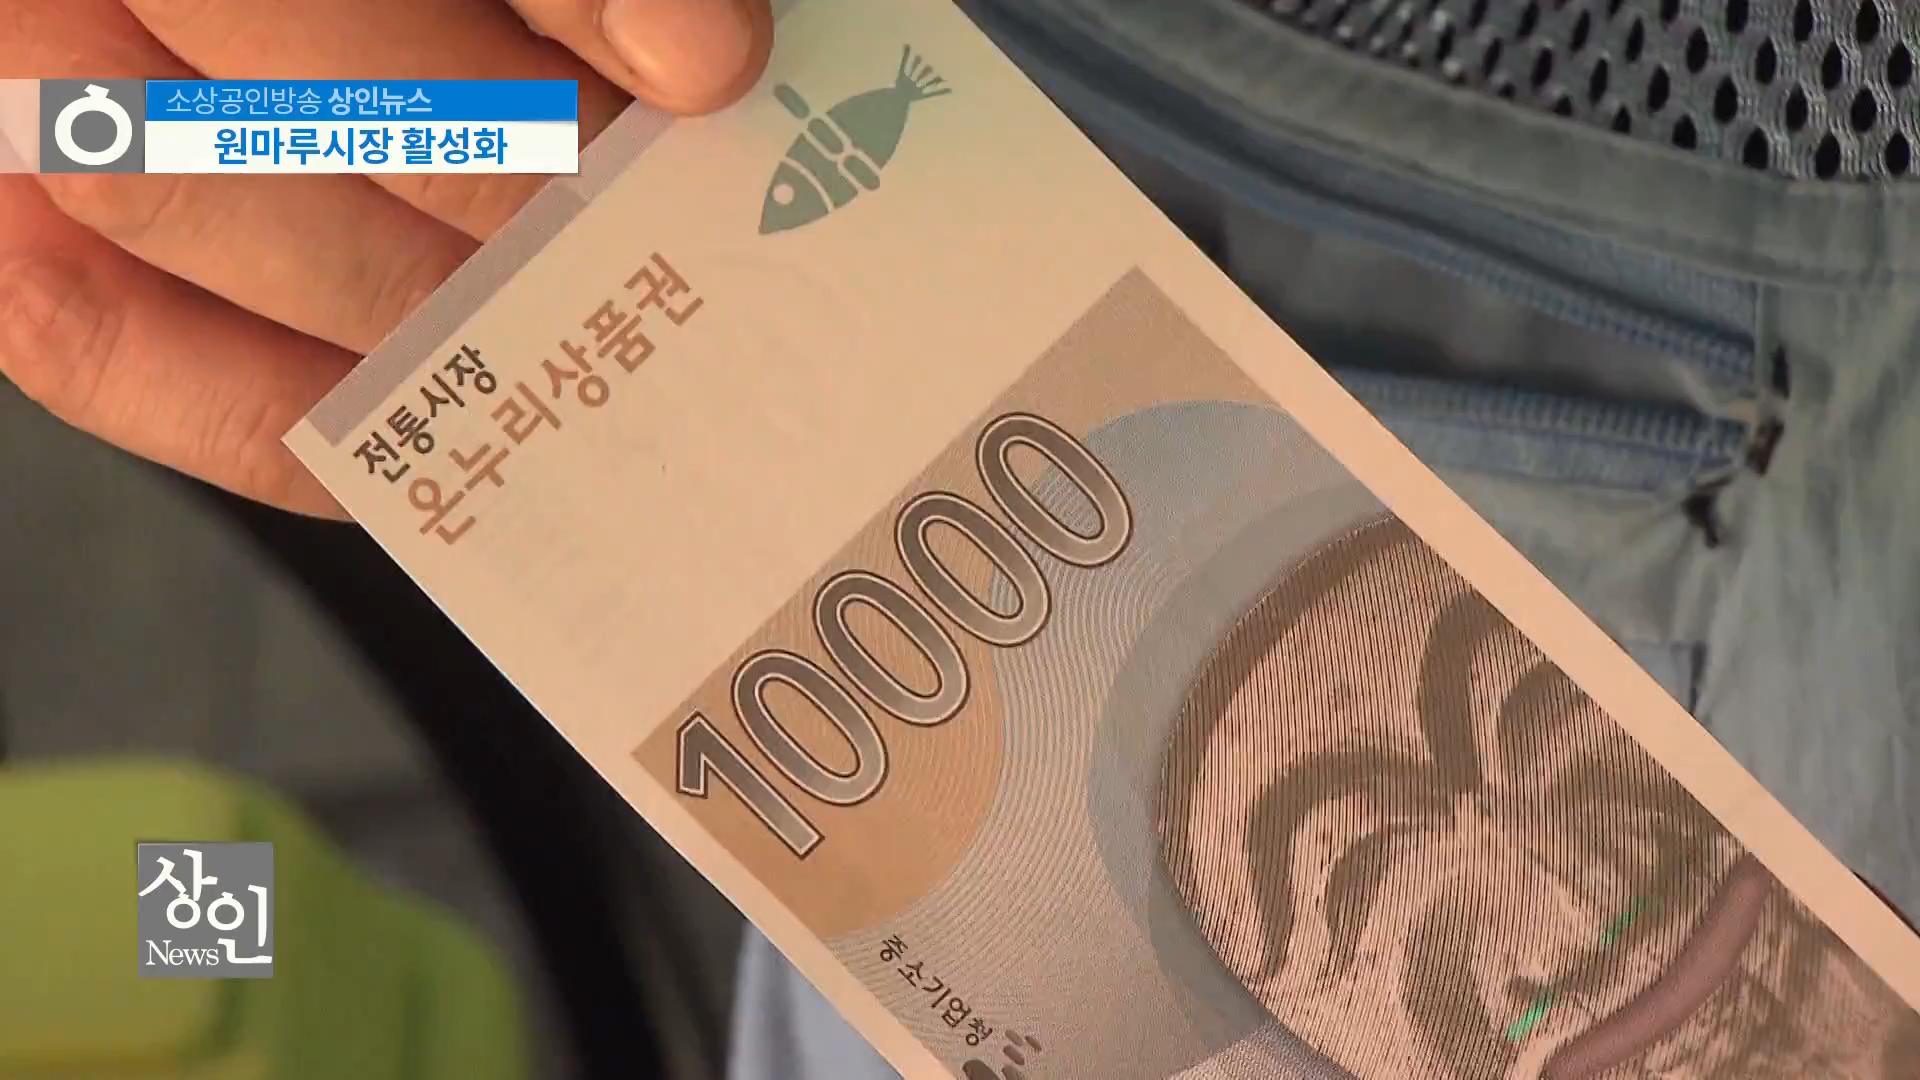 소상공인방송 상인뉴스
원마루시장 활성화
전통시장
온누리상품권
10000
중소기업청
상인
News